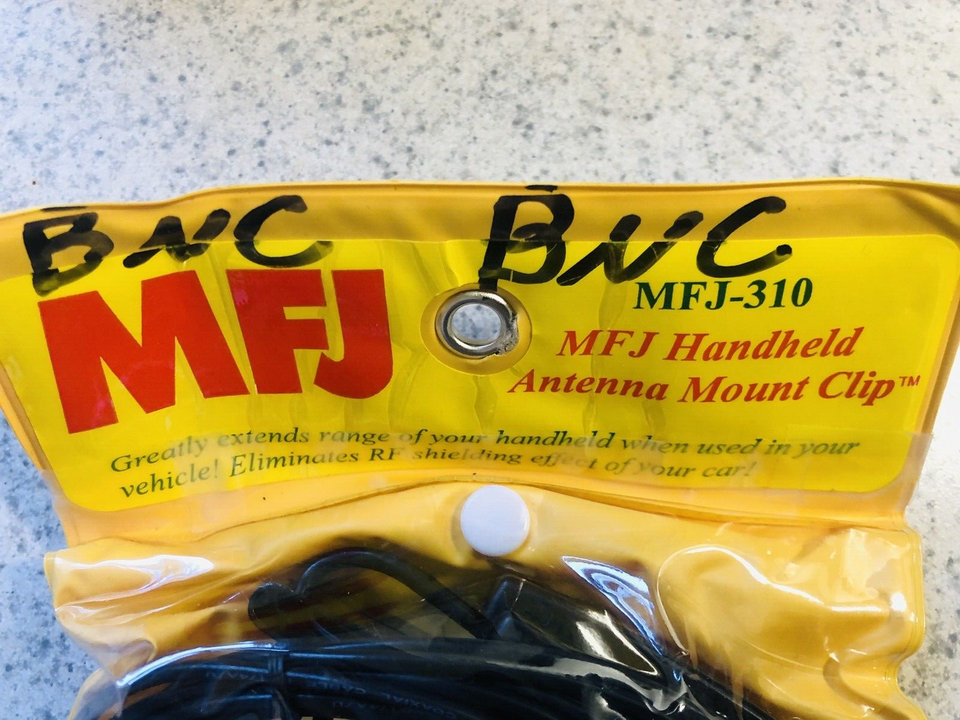 BNC BNC
MFJ
MFJ-310
MFJ Handheld
Antenna Mount Clip™
Greatly extends range of your handheld when used in your
vehicle! Eliminates RF shielding effect of your car!